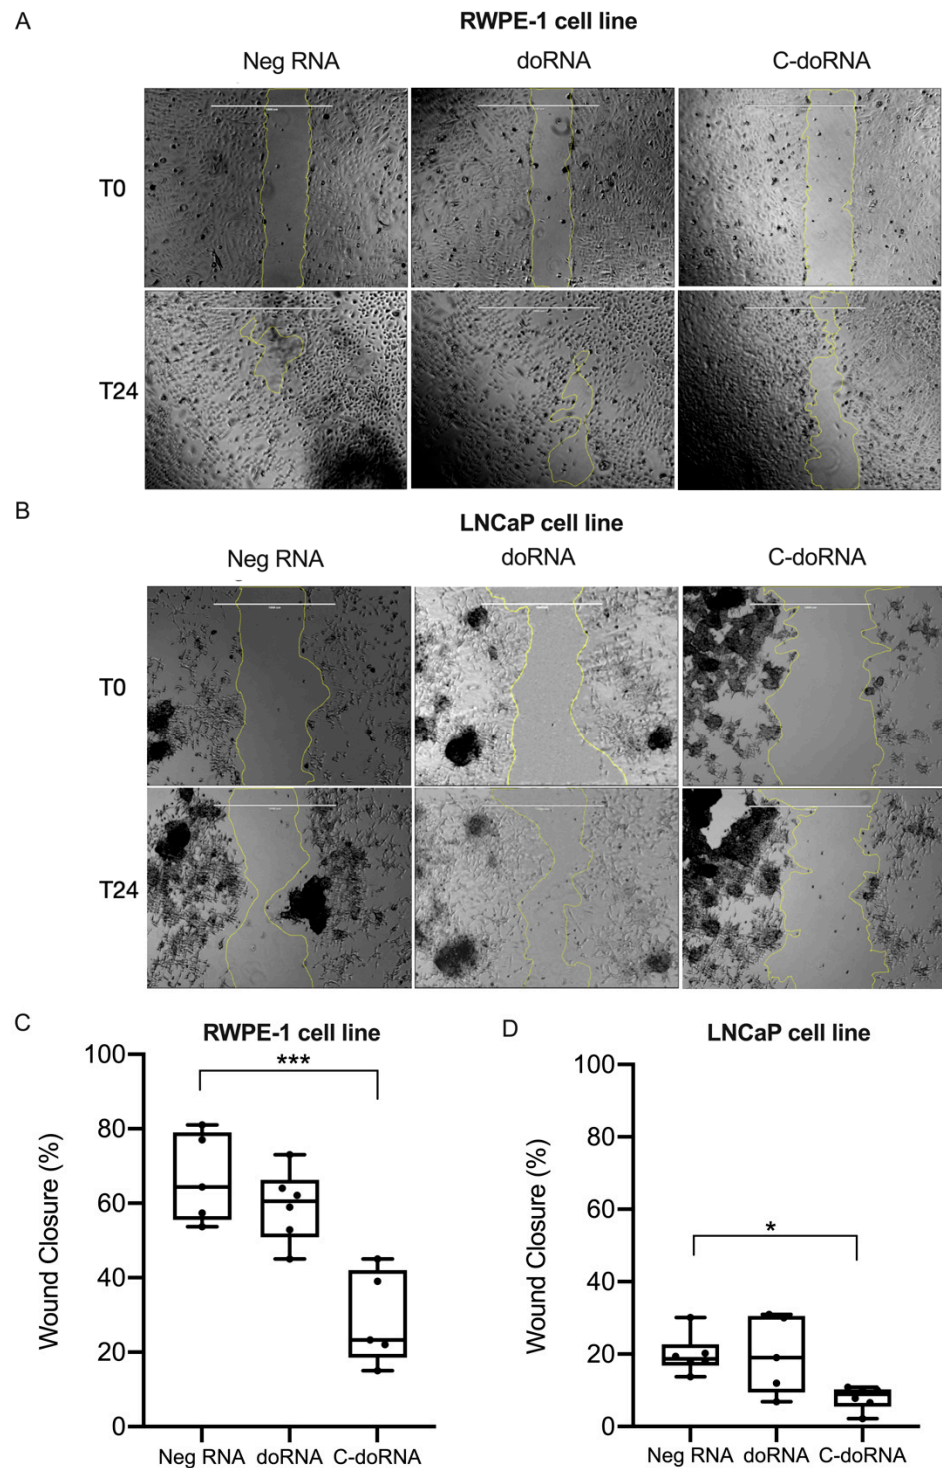 A
RWPE-1 cell line
Neg RNA doRNA C-doRNA
T0
T24
B
LNCaP cell line
Neg RNA doRNA C-doRNA
T0
T24
C
RWPE-1 cell line
***
100
80
60
40
20
0
Wound Closure (%)
Neg RNA doRNA C-doRNA
D
LNCaP cell line
*
100
80
60
40
20
0
Wound Closure (%)
Neg RNA doRNA C-doRNA